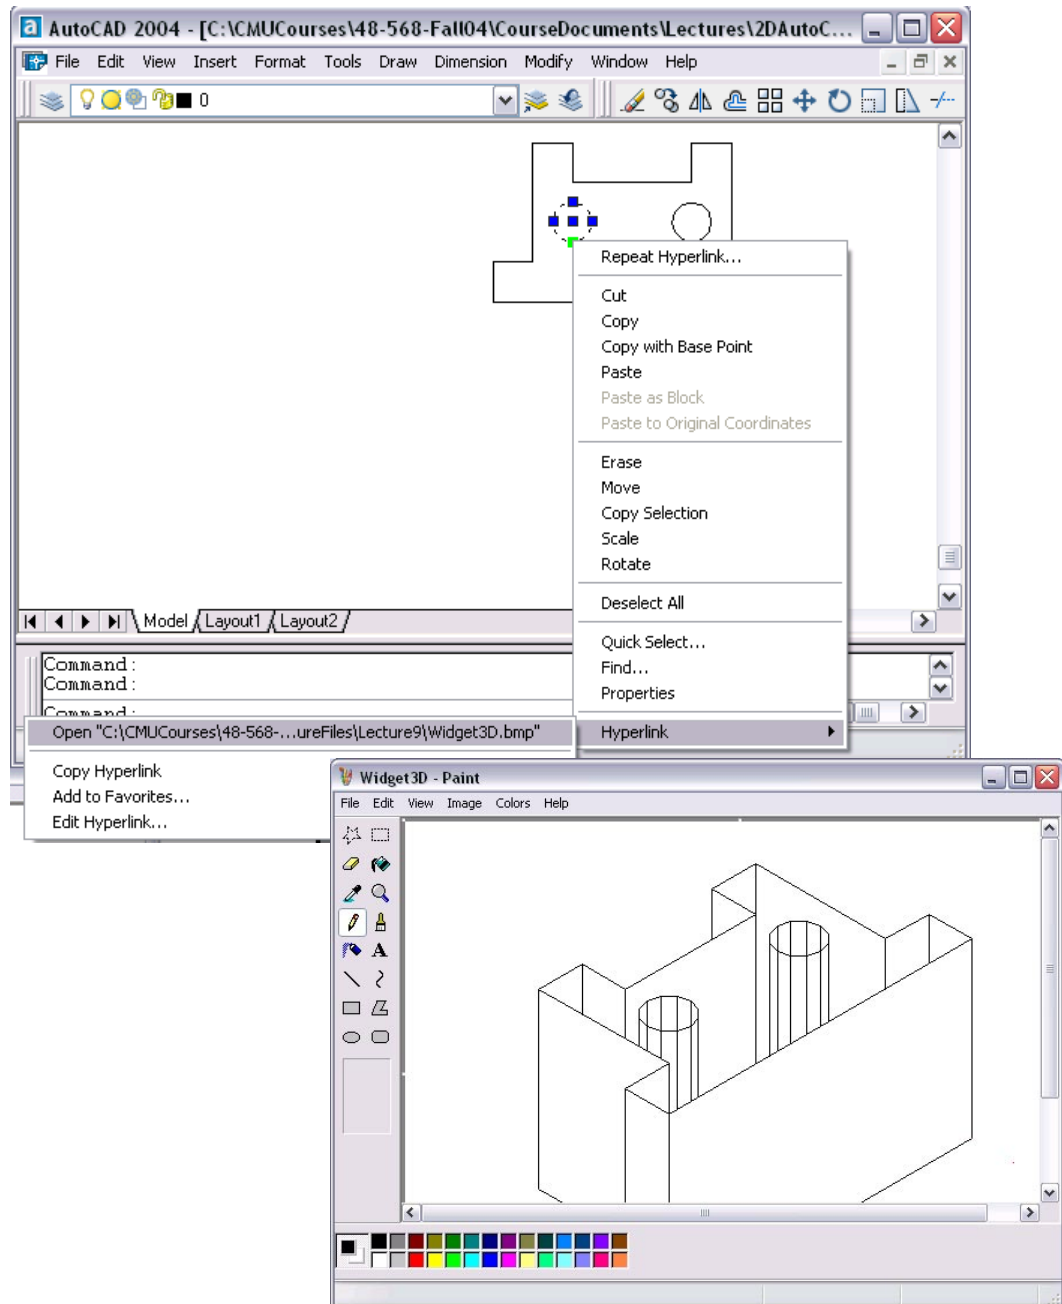 AutoCAD 2004 - [C:\CMUCourses\48-568-Fall04\CourseDocuments\Lectures\2DAutoC...
File Edit View Insert Format Tools Draw Dimension Modify Window Help
0
Repeat Hyperlink...
Cut
Copy
Copy with Base Point
Paste
Paste as Block
Paste to Original Coordinates
Erase
Move
Copy Selection
Scale
Rotate
Deselect All
Quick Select...
Find...
Properties
Hyperlink
Model Layout1 Layout2
Command:
Command:
Command:
Open "C:\CMUCourses\48-568-...ureFiles\Lecture9\Widget3D.bmp"
Copy Hyperlink
Add to Favorites...
Edit Hyperlink...
Widget3D - Paint
File Edit View Image Colors Help
A